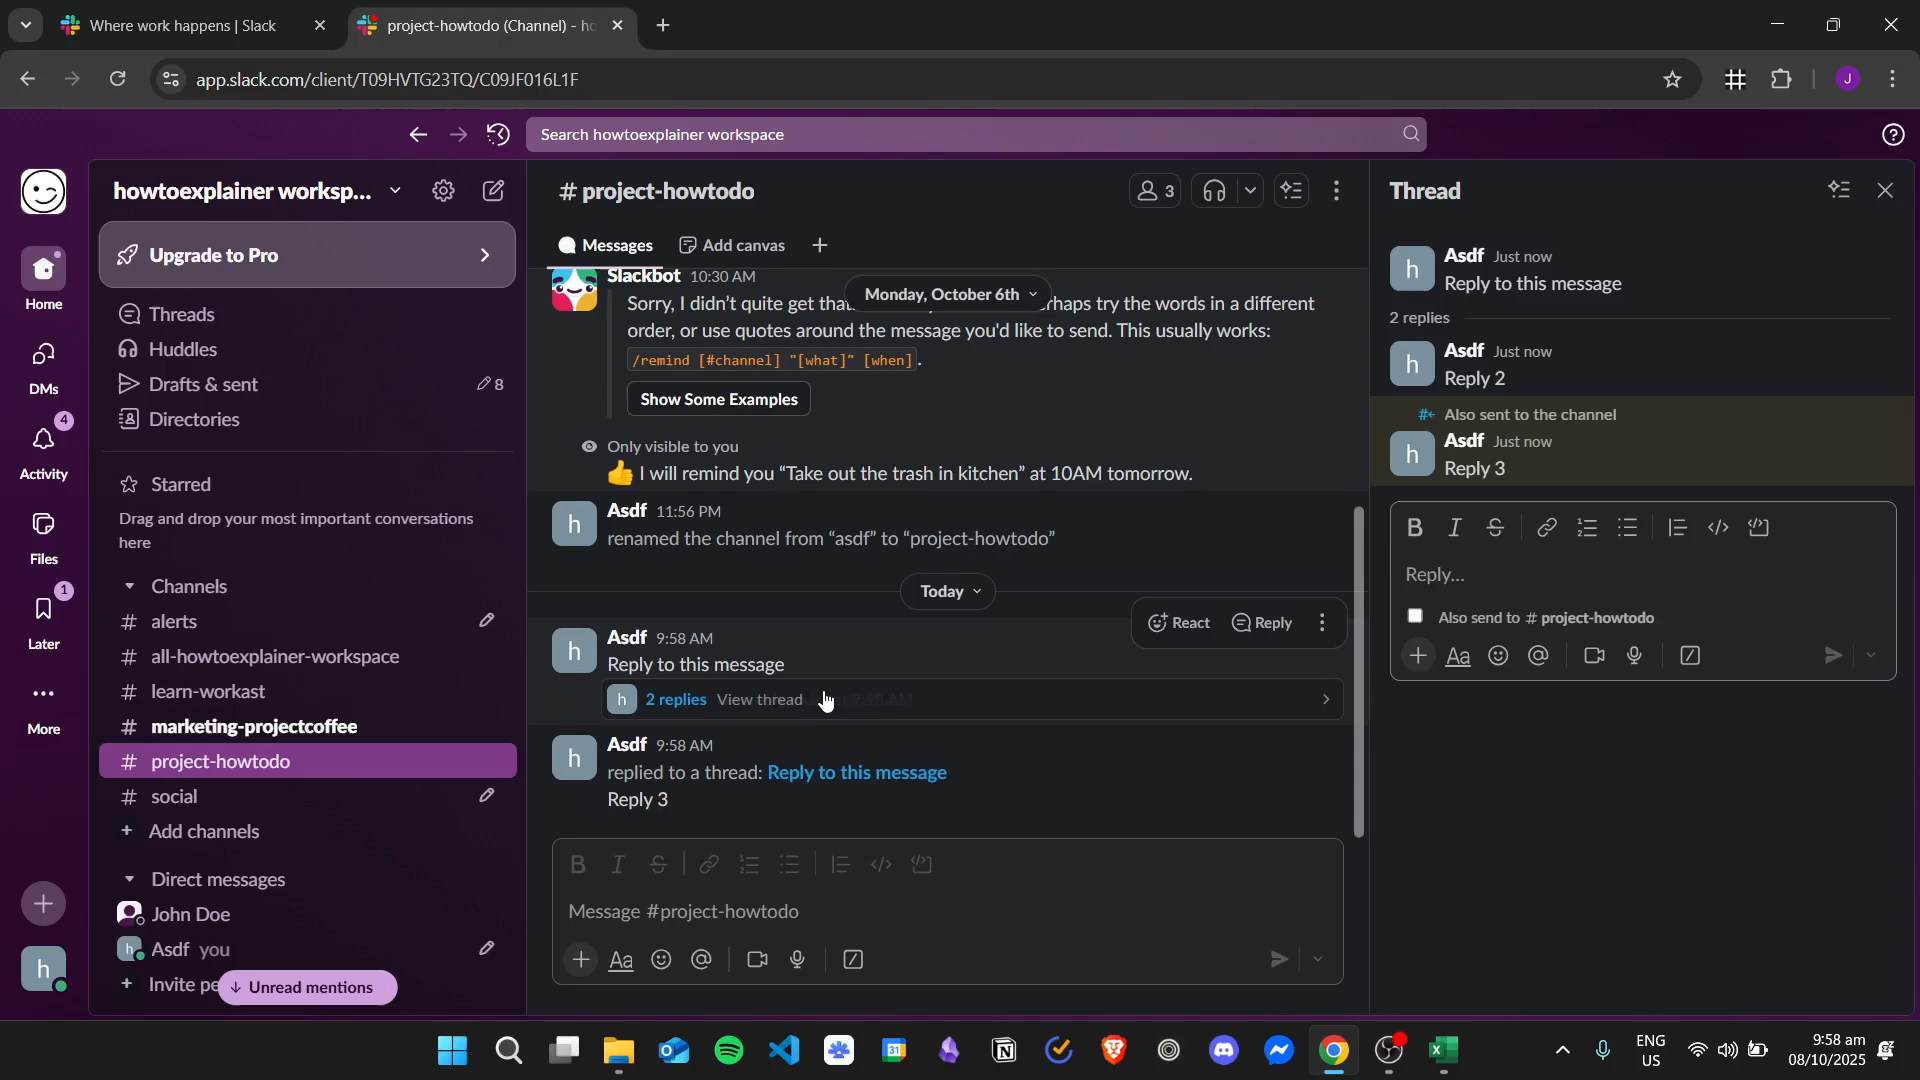 Where work happens | Slack
project-howtodo (Channel) - ho
app.slack.com/client/T09HVTG23TQ/C09JF016L1F
J
Search howtoexplainer workspace
howtoexplainer worksp...
Upgrade to Pro
Home
DMs
4
Activity
Files
1
Later
More
h
Threads
Huddles
Drafts & sent
8
Directories
Starred
Drag and drop your most important conversations
here
Channels
# alerts
# all-howtoexplainer-workspace
# learn-workast
# marketing-projectcoffee
# project-howtodo
# social
+ Add channels
Direct messages
John Doe
h Asdf you
+ Invite pe
↓ Unread mentions
# project-howtodo
3
Messages
Add canvas
+
Slackbot 10:30 AM
Monday, October 6th
Sorry, I didn't quite get that. rhaps try the words in a different
order, or use quotes around the message you'd like to send. This usually works:
/remind [#channel] "[what]" [when].
Show Some Examples
Only visible to you
👍 I will remind you “Take out the trash in kitchen” at 10AM tomorrow.
h
Asdf 11:56 PM
renamed the channel from “asdf” to “project-howtodo”
Today
React
Reply
h
Asdf 9:58 AM
Reply to this message
h 2 replies View thread
h
Asdf 9:58 AM
replied to a thread: Reply to this message
Reply 3
B I S
Message #project-howtodo
+ Aa @
Thread
h
Asdf Just now
Reply to this message
2 replies
h
Asdf Just now
Reply 2
Also sent to the channel
h
Asdf Just now
Reply 3
B I S
Reply...
Also send to # project-howtodo
+ Aa @
31
ENG
US
9:58 am
08/10/2025